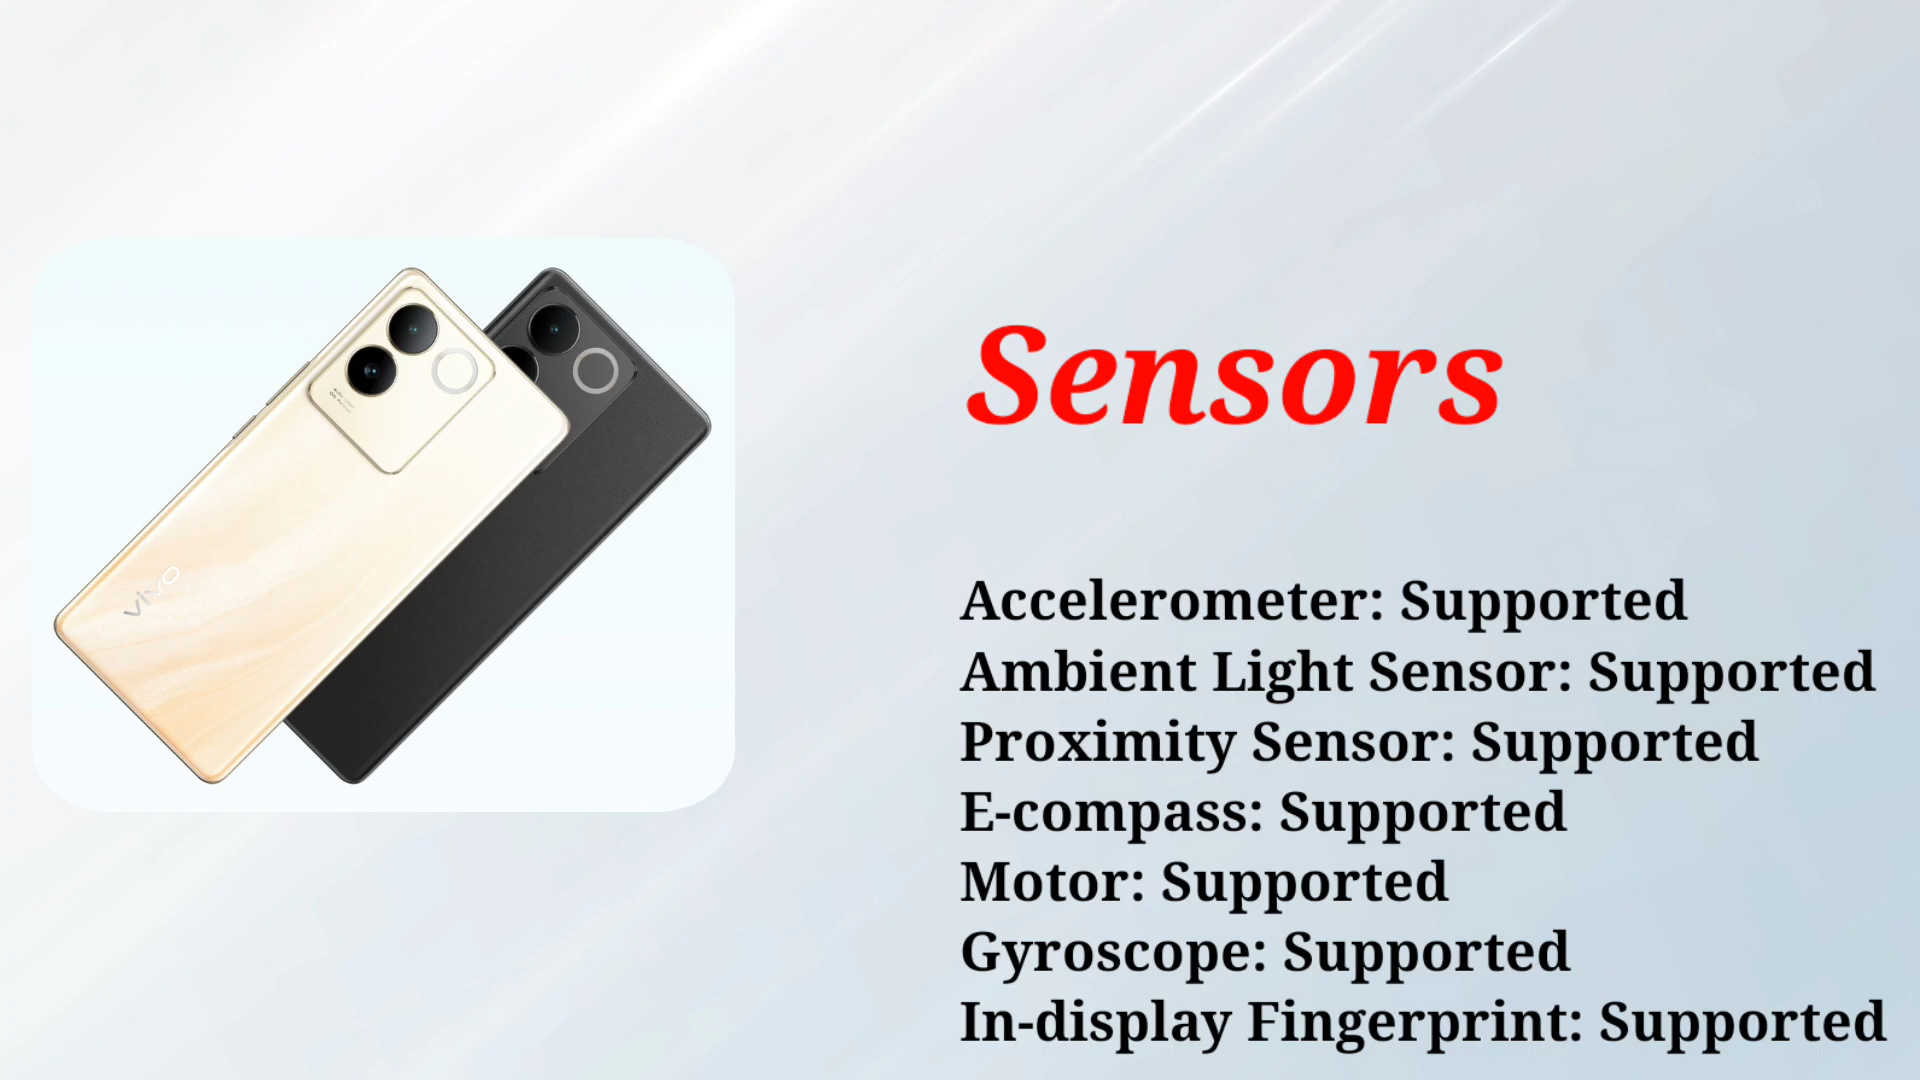 vivo
Sensors
Accelerometer: Supported
Ambient Light Sensor: Supported
Proximity Sensor: Supported
E-compass: Supported
Motor: Supported
Gyroscope: Supported
In-display Fingerprint: Supported